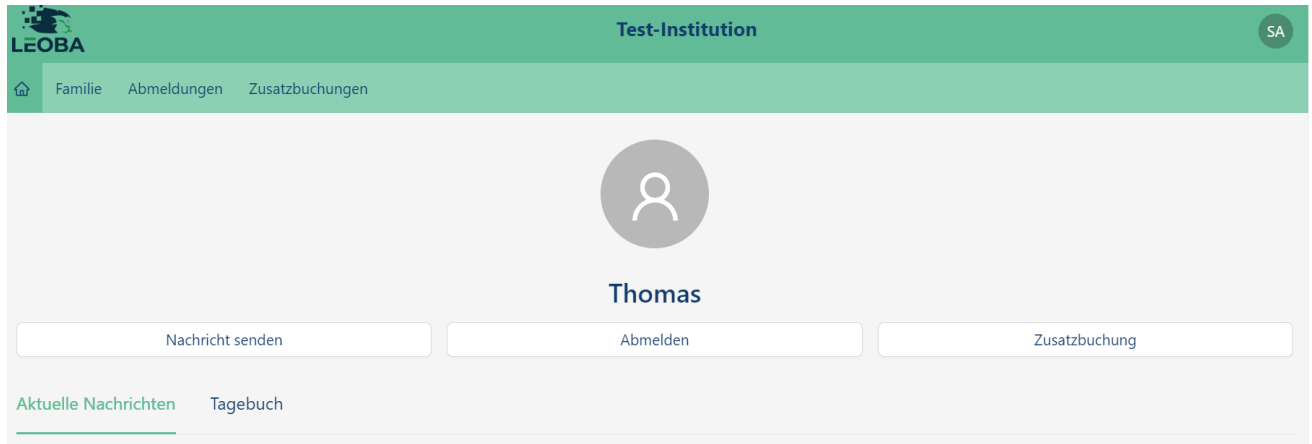 LEOBA
Test-Institution
SA
Familie Abmeldungen Zusatzbuchungen
Thomas
Nachricht senden Abmelden Zusatzbuchung
Aktuelle Nachrichten Tagebuch